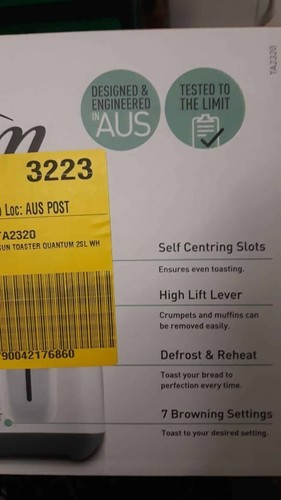 TA2320
DESIGNED &
ENGINEERED
IN AUS
TESTED TO
THE LIMIT
3223
Loc: AUS POST
TA2320
SUN TOASTER QUANTUM 2SL WH
90042176860
Self Centring Slots
Ensures even toasting.
High Lift Lever
Crumpets and muffins can
be removed easily.
Defrost & Reheat
Toast your bread to
perfection every time.
7 Browning Settings
Toast to your desired setting.